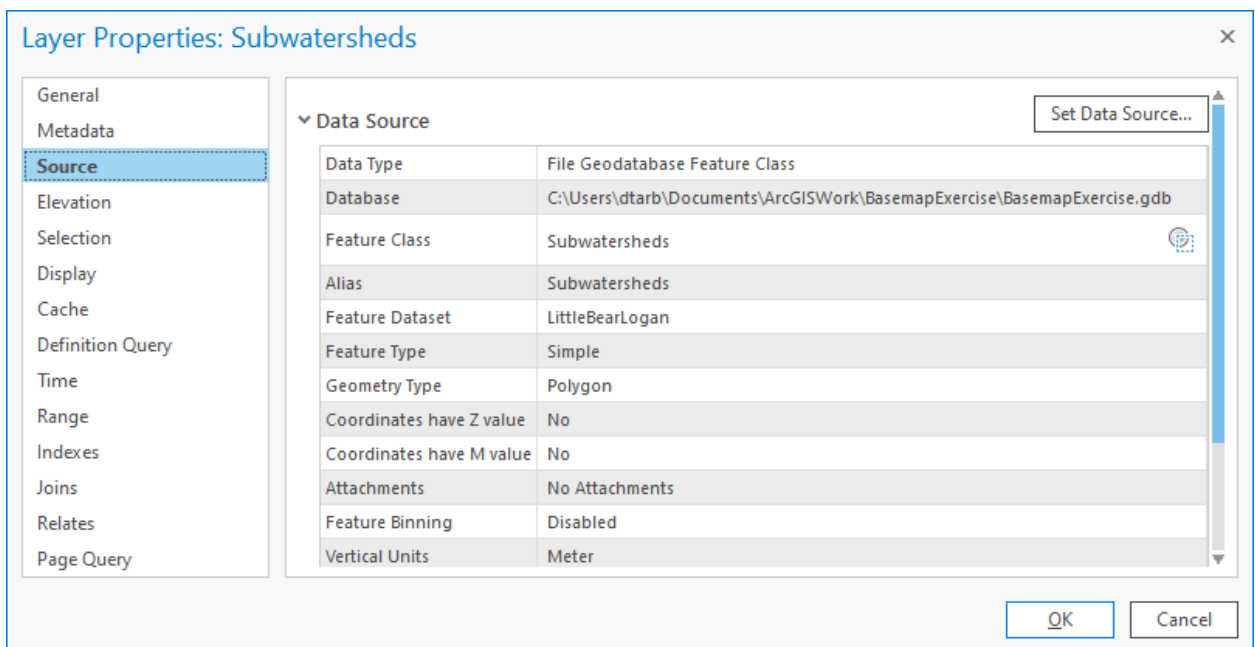 Layer Properties: Subwatersheds
General
Metadata
Source
Elevation
Selection
Display
Cache
Definition Query
Time
Range
Indexes
Joins
Relates
Page Query
Data Source
Set Data Source...
Data Type File Geodatabase Feature Class
Database C:\Users\dtarb\Documents\ArcGISWork\BasemapExercise\BasemapExercise.gdb
Feature Class Subwatersheds
Alias Subwatersheds
Feature Dataset LittleBearLogan
Feature Type Simple
Geometry Type Polygon
Coordinates have Z value No
Coordinates have M value No
Attachments No Attachments
Feature Binning Disabled
Vertical Units Meter
OK Cancel